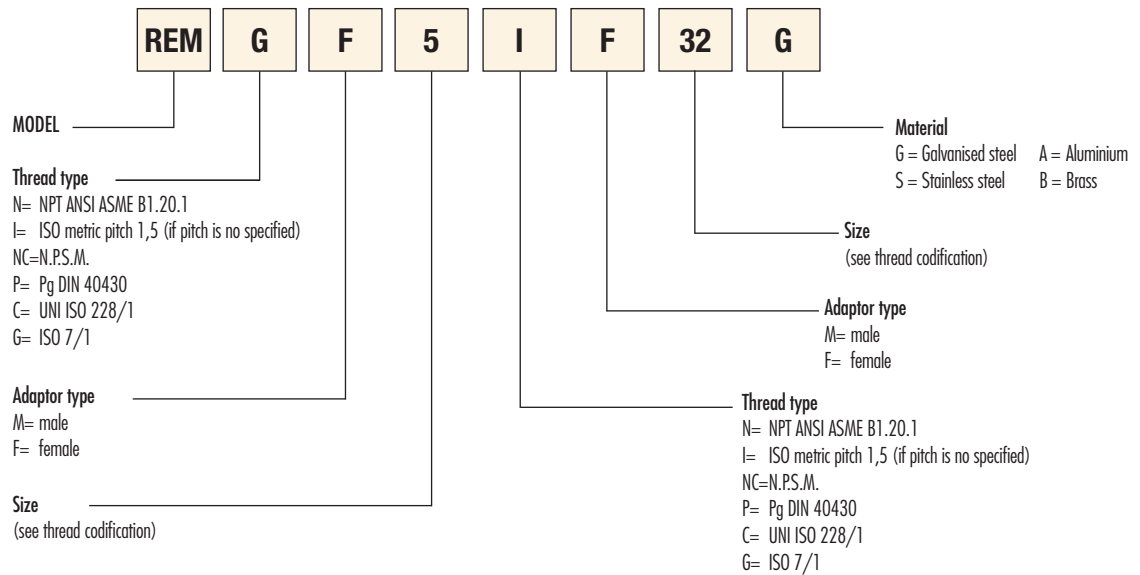 REM G F 5 I F 32 G
MODEL
Thread type
N= NPT ANSI ASME B1.20.1
I= ISO metric pitch 1,5 (if pitch is no specified)
NC=N.P.S.M.
P= Pg DIN 40430
C= UNI ISO 228/1
G= ISO 7/1
Adaptor type
M= male
F= female
Size
(see thread codification)
Material
G = Galvanised steel A = Aluminium
S = Stainless steel B = Brass
Size
(see thread codification)
Adaptor type
M= male
F= female
Thread type
N= NPT ANSI ASME B1.20.1
I= ISO metric pitch 1,5 (if pitch is no specified)
NC=N.P.S.M.
P= Pg DIN 40430
C= UNI ISO 228/1
G= ISO 7/1